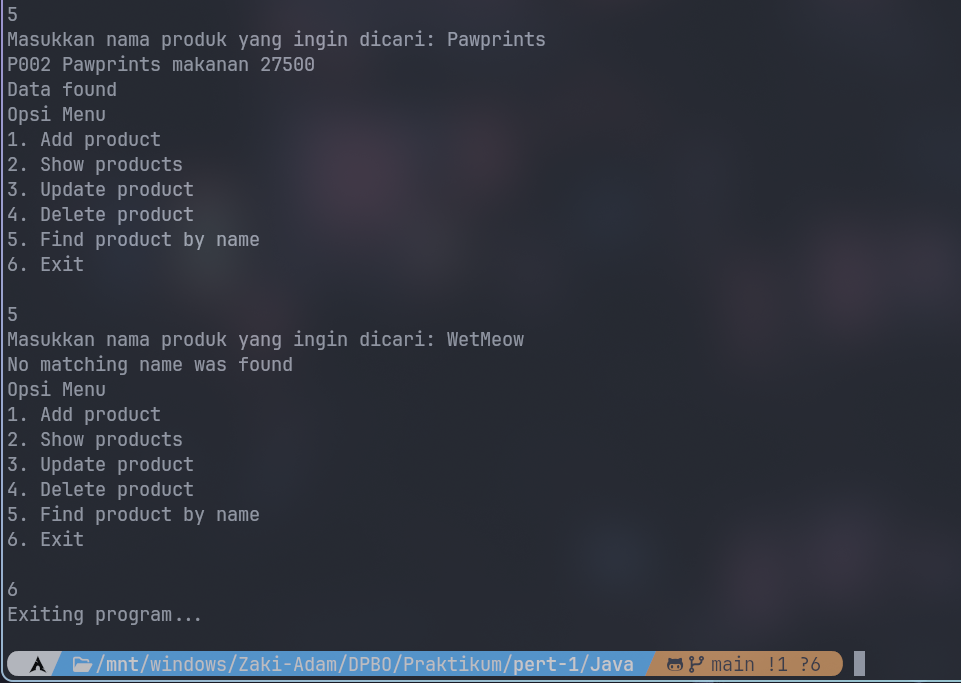 5
Masukkan nama produk yang ingin dicari: Pawprints
P002 Pawprints makanan 27500
Data found
Opsi Menu
1. Add product
2. Show products
3. Update product
4. Delete product
5. Find product by name
6. Exit
5
Masukkan nama produk yang ingin dicari: WetMeow
No matching name was found
Opsi Menu
1. Add product
2. Show products
3. Update product
4. Delete product
5. Find product by name
6. Exit
6
Exiting program...
/mnt/windows/Zaki-Adam/DPBO/Praktikum/pert-1/Java main !1 ?6